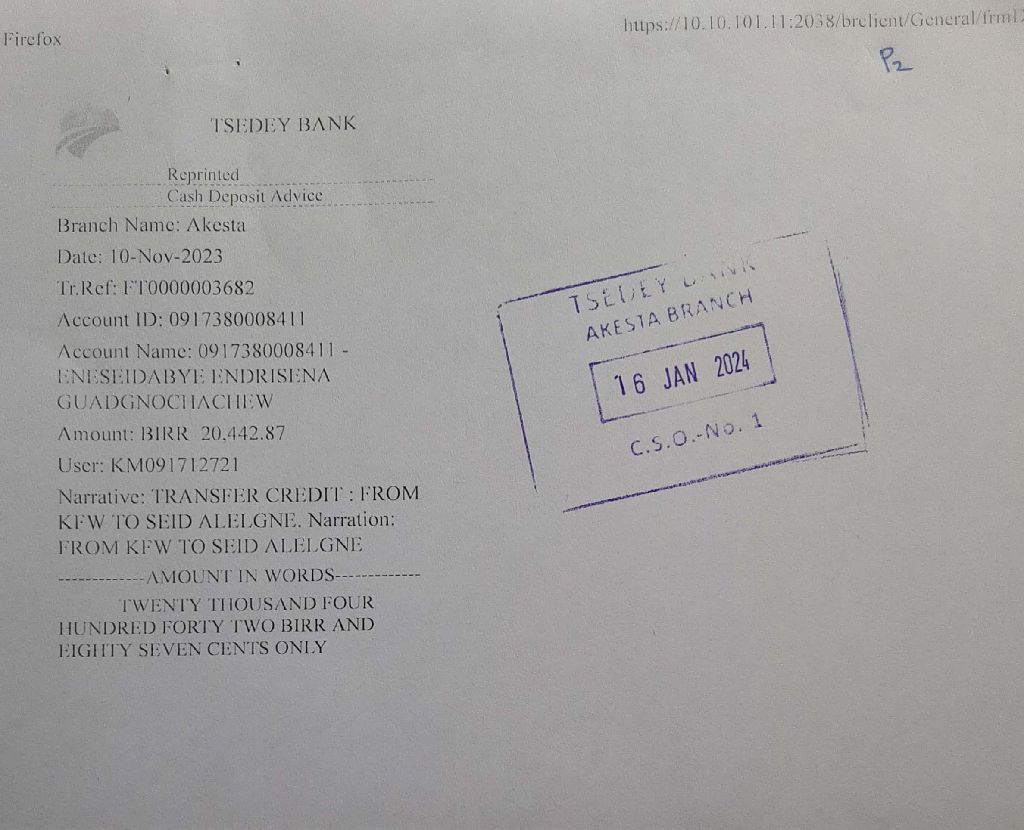 Firefox
https://10.10.101.11:2038/brclient/General/frm
P2
TSEDEY BANK
Reprinted
Cash Deposit Advice
Branch Name: Akesta
Date: 10-Nov-2023
Tr.Ref: FT0000003682
Account ID: 0917380008411
Account Name: 0917380008411 -
ENESEIDABYE ENDRISENA
GUADGNOCHACHEW
Amount: BIRR 20,442.87
User: KM091712721
Narrative: TRANSFER CREDIT : FROM
KFW TO SEID ALELGNE. Narration:
FROM KFW TO SEID ALELGNE
-------------AMOUNT IN WORDS-------------
TWENTY THOUSAND FOUR
HUNDRED FORTY TWO BIRR AND
EIGHTY SEVEN CENTS ONLY
TSEDEY BANK
AKESTA BRANCH
16 JAN 2024
C.S.O.-No. 1